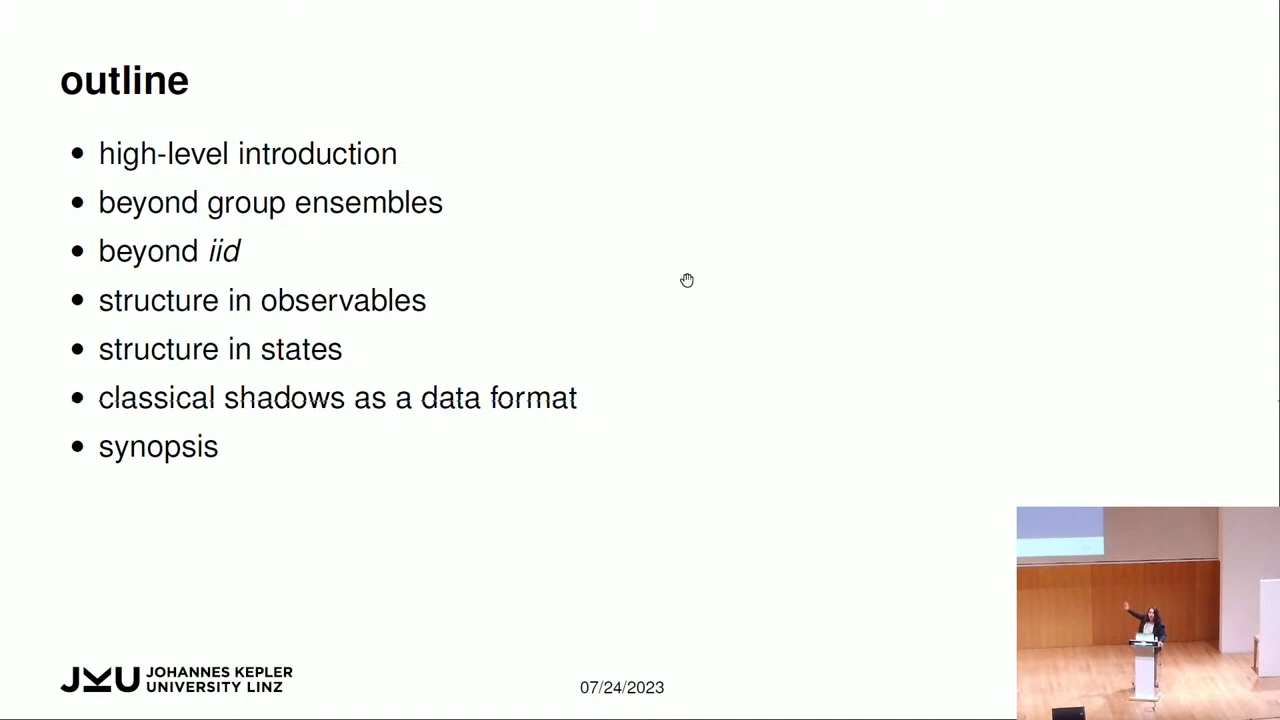 outline
• high-level introduction
• beyond group ensembles
• beyond iid
• structure in observables
• structure in states
• classical shadows as a data format
• synopsis
JKU JOHANNES KEPLER
UNIVERSITY LINZ
07/24/2023